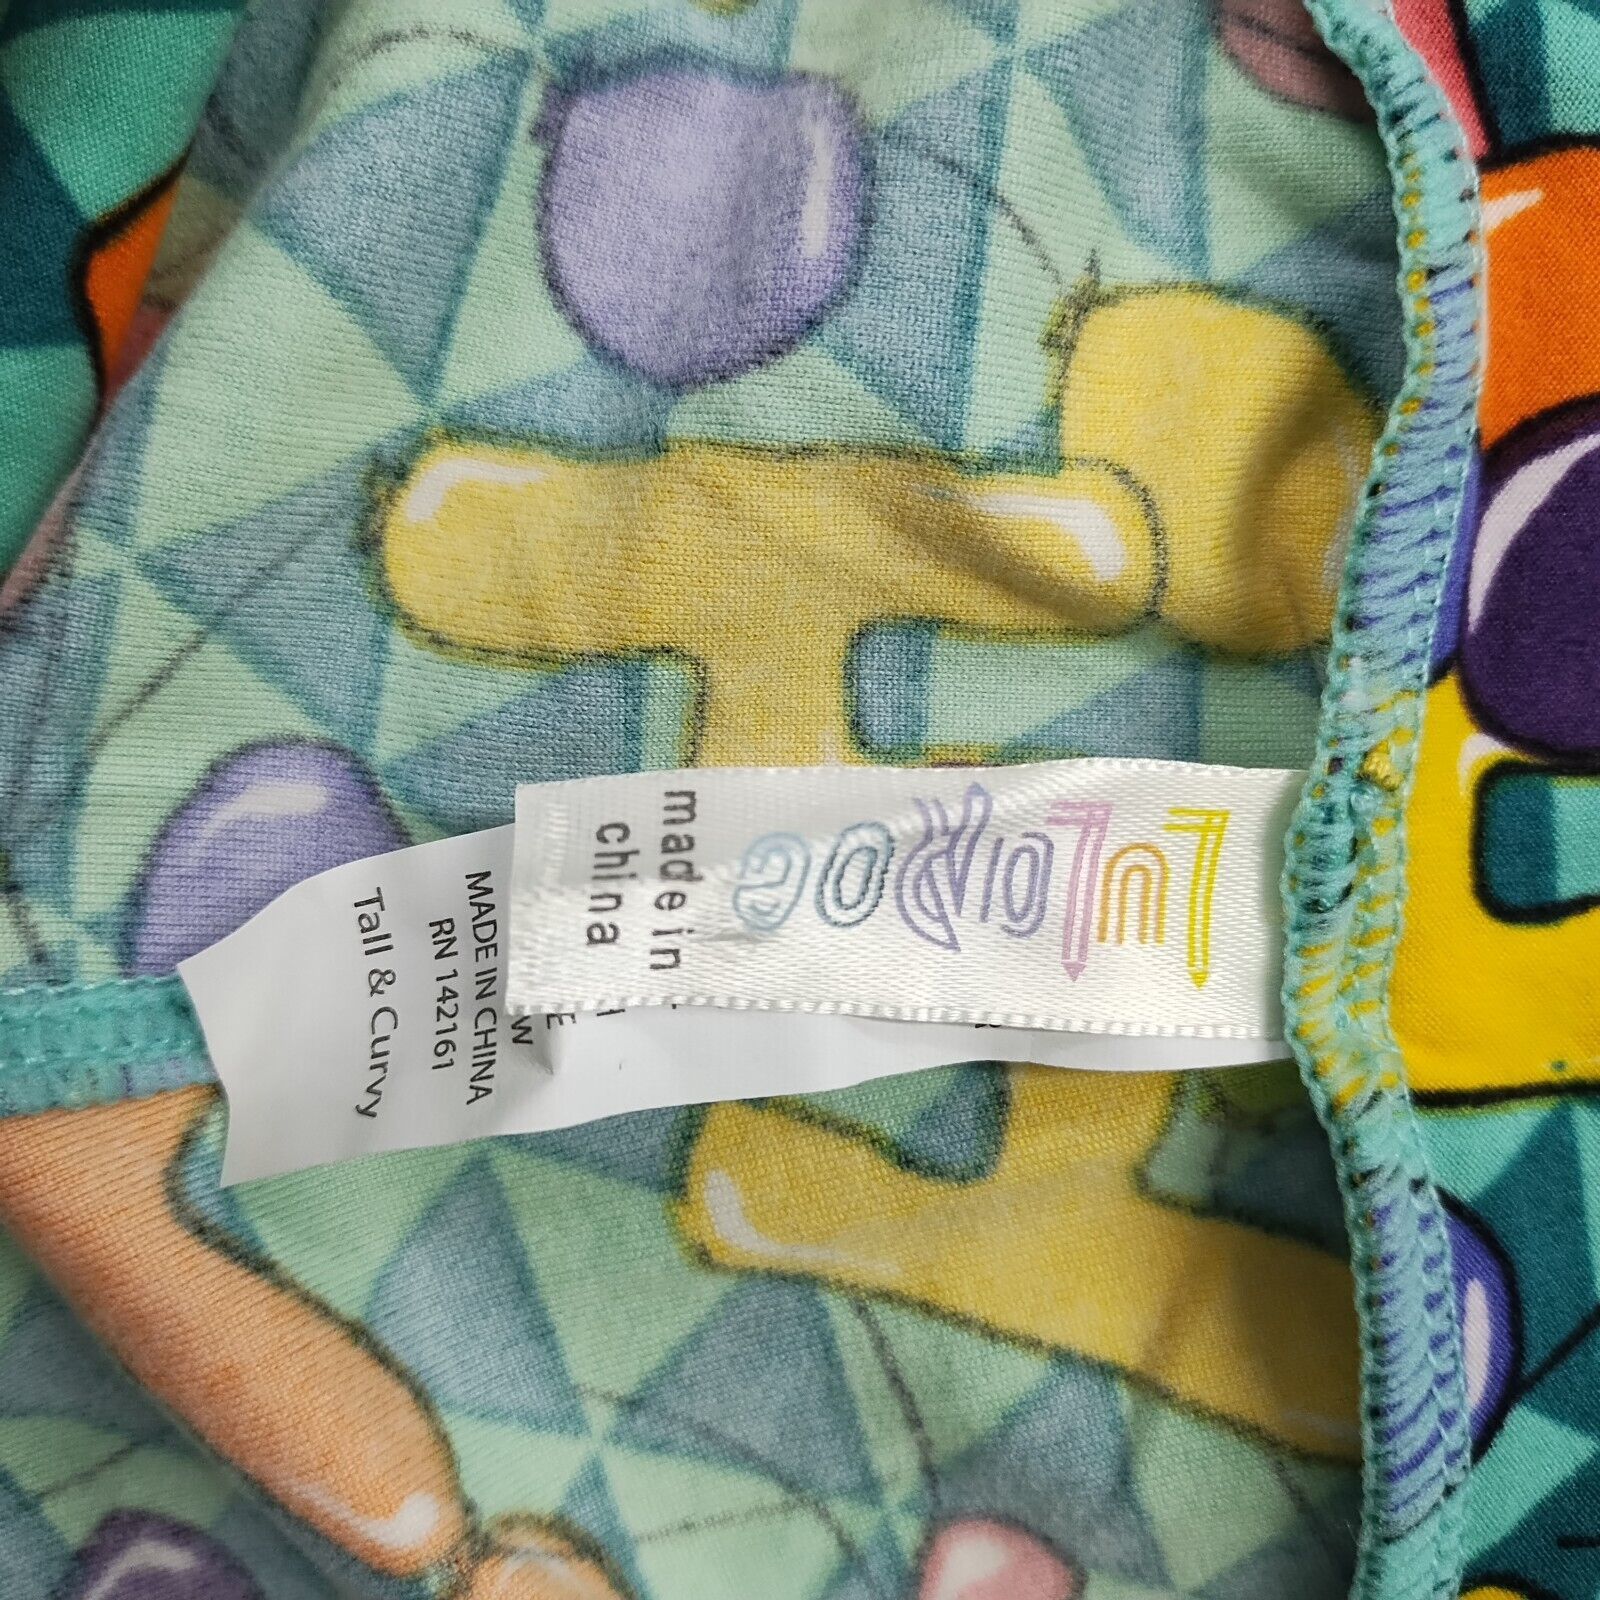 LULAROE
made in
china
MADE IN CHINA
RN 142161
Tall & Curvy